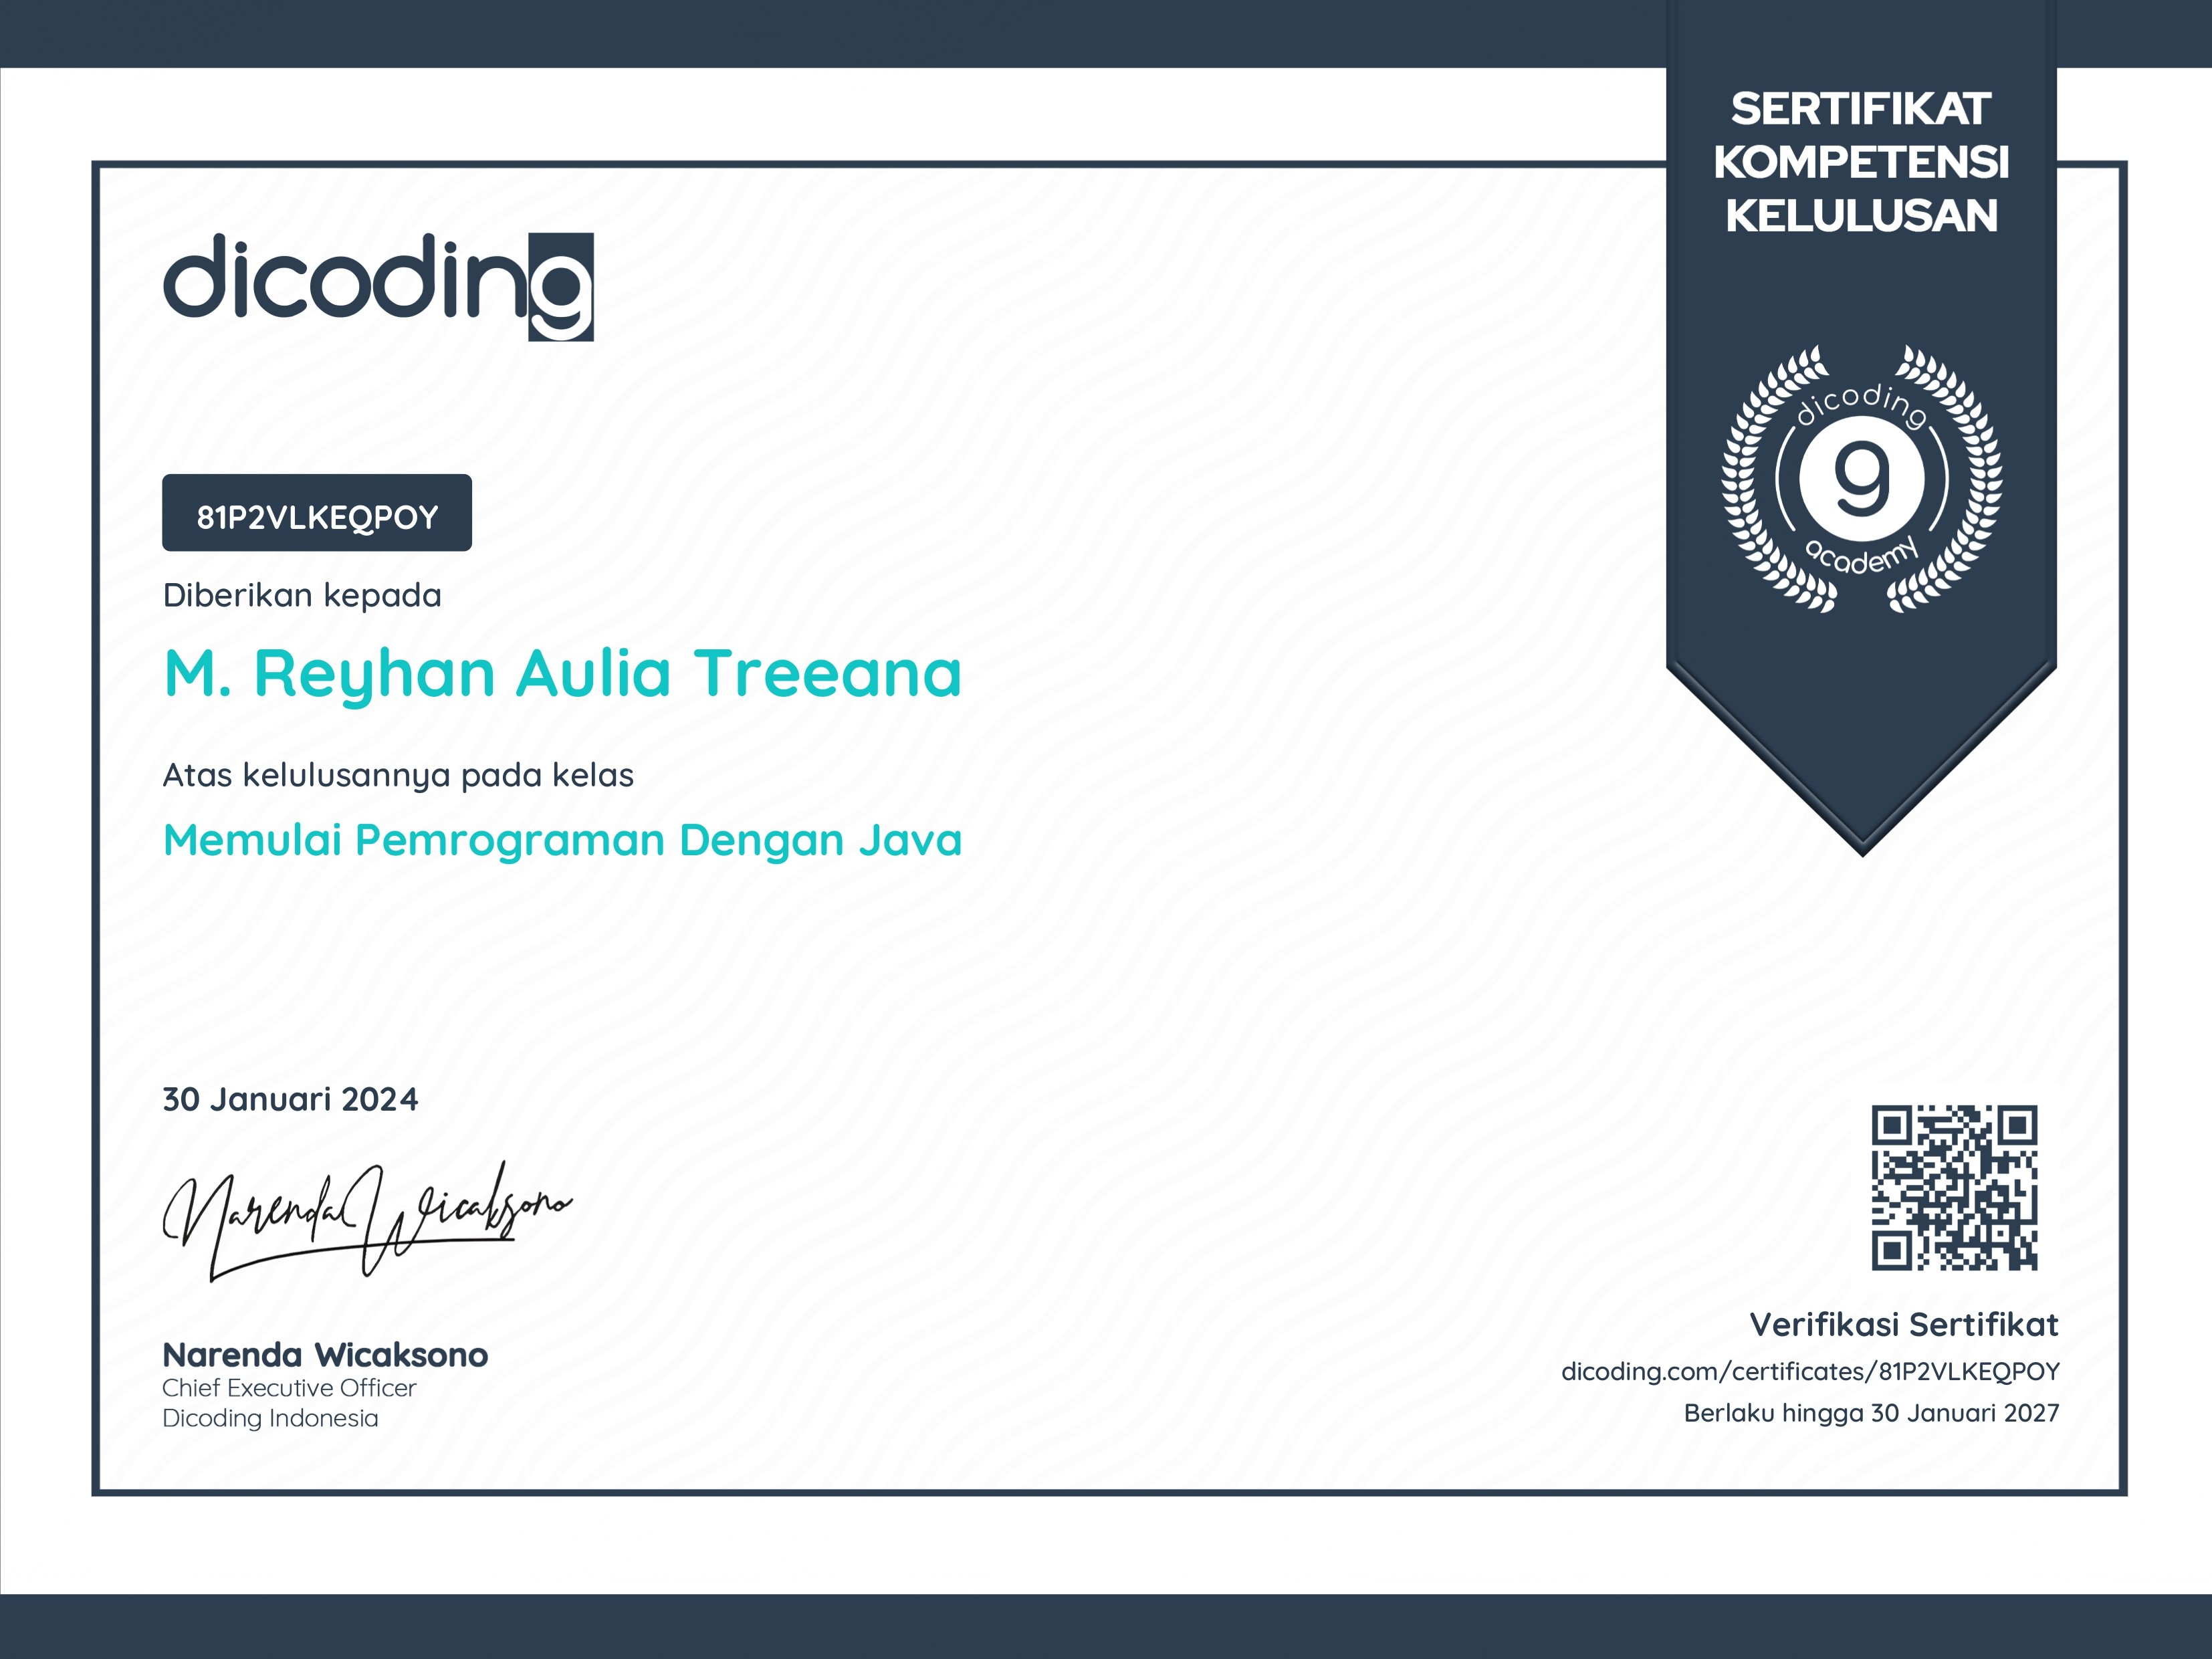 SERTIFIKAT
KOMPETENSI
KELULUSAN
dicoding
dicoding
g
academy
81P2VLKEQPOY
Diberikan kepada
M. Reyhan Aulia Treeana
Atas kelulusannya pada kelas
Memulai Pemrograman Dengan Java
30 Januari 2024
Narenda Wicaksono
Narenda Wicaksono
Chief Executive Officer
Dicoding Indonesia
Verifikasi Sertifikat
dicoding.com/certificates/81P2VLKEQPOY
Berlaku hingga 30 Januari 2027